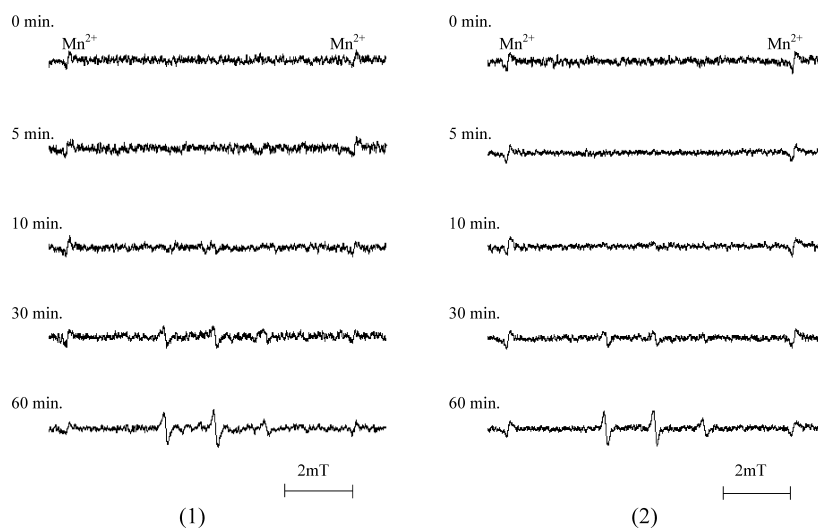 0 min.
Mn²⁺ Mn²⁺
5 min.
10 min.
30 min.
60 min.
2mT
(1)
0 min.
Mn²⁺ Mn²⁺
5 min.
10 min.
30 min.
60 min.
2mT
(2)